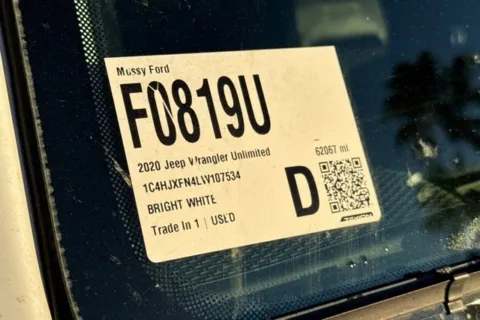 Mossy Ford
F0819U
2020 Jeep Wrangler Unlimited
62067 mi
1C4HJXFN4LW107534
BRIGHT WHITE
D
Trade In 1 | USED